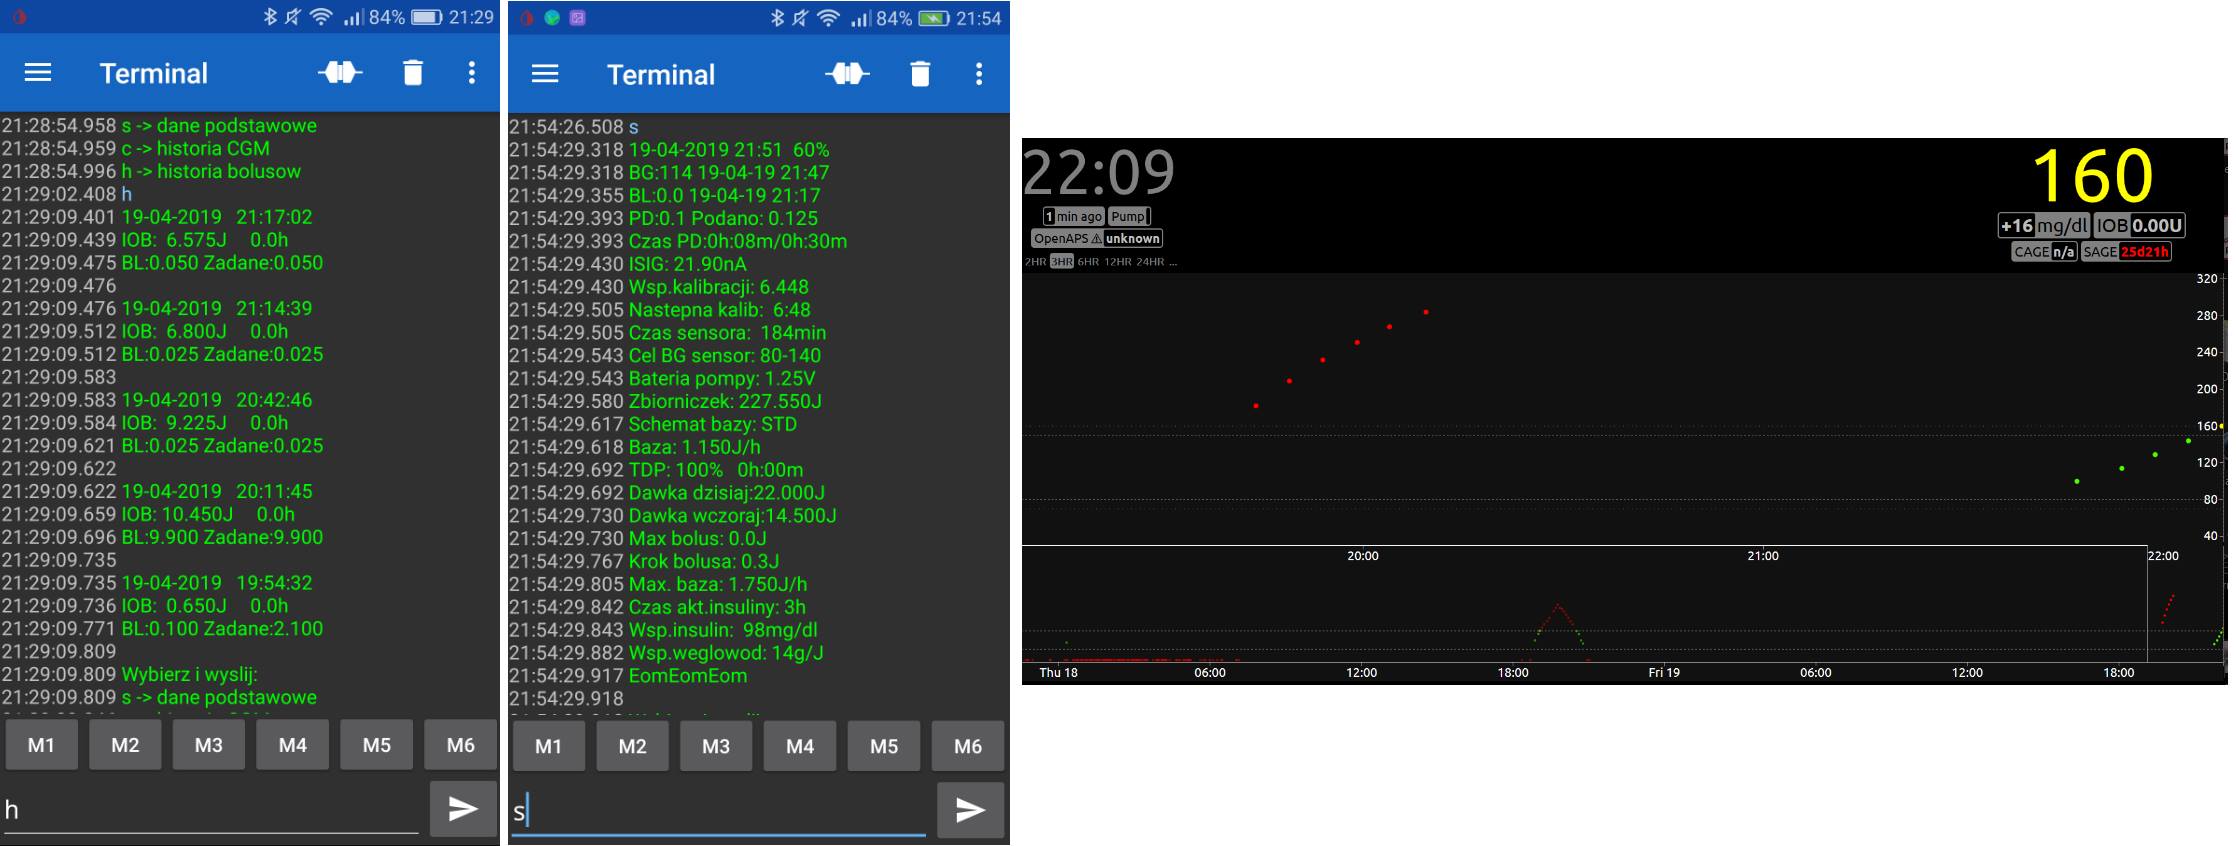 84% 21:29
Terminal
21:28:54.958 s -> dane podstawowe
21:28:54.959 c -> historia CGM
21:28:54.996 h -> historia bolusow
21:29:02.408 h
21:29:09.401 19-04-2019 21:17:02
21:29:09.439 IOB: 6.575J 0.0h
21:29:09.475 BL:0.050 Zadane:0.050
21:29:09.476
21:29:09.476 19-04-2019 21:14:39
21:29:09.512 IOB: 6.800J 0.0h
21:29:09.512 BL:0.025 Zadane:0.025
21:29:09.583
21:29:09.583 19-04-2019 20:42:46
21:29:09.584 IOB: 9.225J 0.0h
21:29:09.621 BL:0.025 Zadane:0.025
21:29:09.622
21:29:09.622 19-04-2019 20:11:45
21:29:09.659 IOB: 10.450J 0.0h
21:29:09.696 BL:9.900 Zadane:9.900
21:29:09.735
21:29:09.735 19-04-2019 19:54:32
21:29:09.736 IOB: 0.650J 0.0h
21:29:09.771 BL:0.100 Zadane:2.100
21:29:09.809
21:29:09.809 Wybierz i wyslij:
21:29:09.809 s -> dane podstawowe
M1 M2 M3 M4 M5 M6
h
84% 21:54
Terminal
21:54:26.508 s
21:54:29.318 19-04-2019 21:51 60%
21:54:29.318 BG:114 19-04-19 21:47
21:54:29.355 BL:0.0 19-04-19 21:17
21:54:29.393 PD:0.1 Podano: 0.125
21:54:29.393 Czas PD:0h:08m/0h:30m
21:54:29.430 ISIG: 21.90nA
21:54:29.430 Wsp.kalibracji: 6.448
21:54:29.505 Nastepna kalib: 6:48
21:54:29.505 Czas sensora: 184min
21:54:29.543 Cel BG sensor: 80-140
21:54:29.543 Bateria pompy: 1.25V
21:54:29.580 Zbiorniczek: 227.550J
21:54:29.617 Schemat bazy: STD
21:54:29.618 Baza: 1.150J/h
21:54:29.692 TDP: 100% 0h:00m
21:54:29.692 Dawka dzisiaj:22.000J
21:54:29.730 Dawka wczoraj:14.500J
21:54:29.730 Max bolus: 0.0J
21:54:29.767 Krok bolusa: 0.3J
21:54:29.805 Max. baza: 1.750J/h
21:54:29.842 Czas akt.insuliny: 3h
21:54:29.843 Wsp.insulin: 98mg/dl
21:54:29.882 Wsp.weglowod: 14g/J
21:54:29.917 EomEomEom
21:54:29.918
M1 M2 M3 M4 M5 M6
s
22:09
1 min ago Pump
OpenAPS ⚠ unknown
2HR 3HR 6HR 12HR 24HR ...
160
+16 mg/dl IOB 0.00U
CAGE n/a SAGE 25d21h
320
280
240
200
160
120
80
40
20:00 21:00 22:00
Thu 18 06:00 12:00 18:00 Fri 19 06:00 12:00 18:00